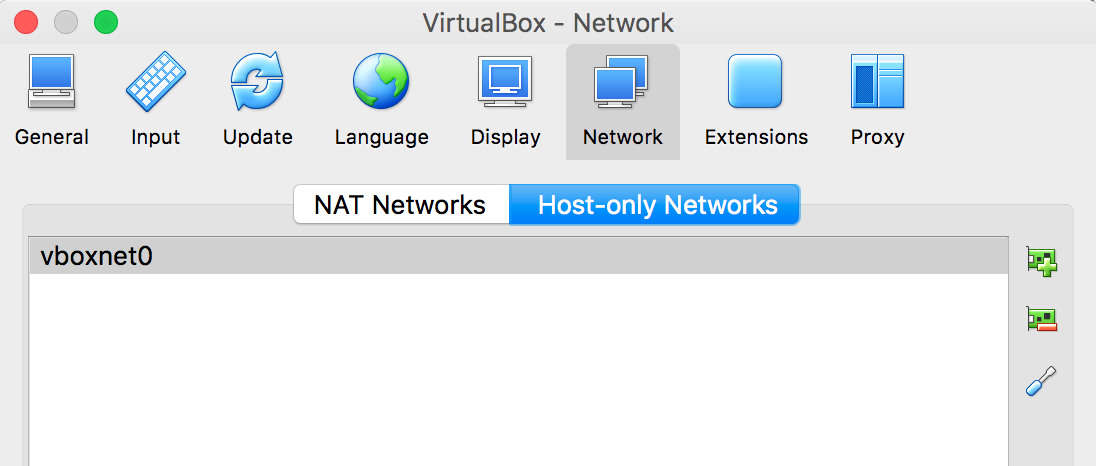 VirtualBox - Network
General Input Update Language Display Network Extensions Proxy
NAT Networks Host-only Networks
vboxnet0